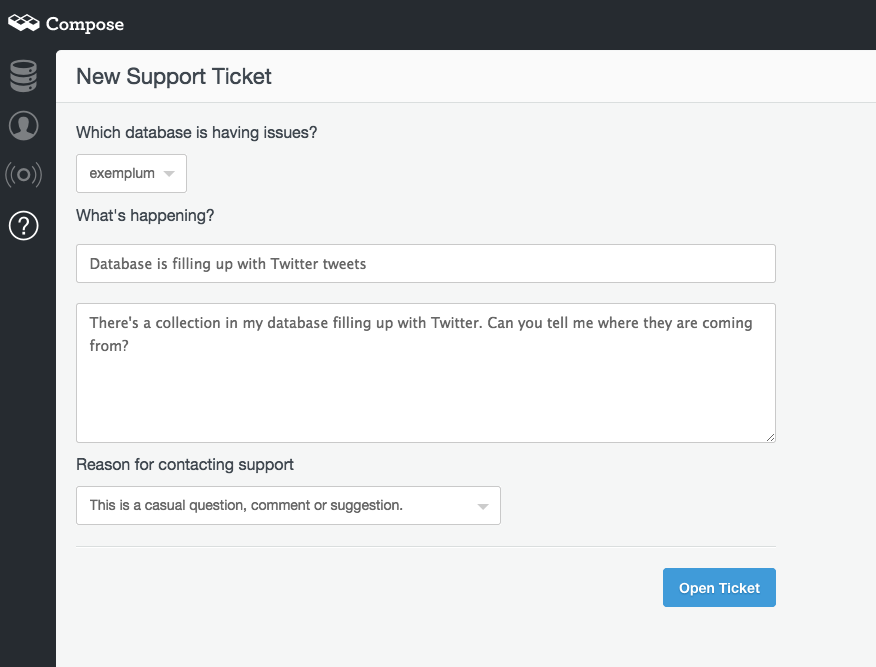 Compose
New Support Ticket
Which database is having issues?
exemplum
What's happening?
Database is filling up with Twitter tweets
There's a collection in my database filling up with Twitter. Can you tell me where they are coming
from?
Reason for contacting support
This is a casual question, comment or suggestion.
Open Ticket